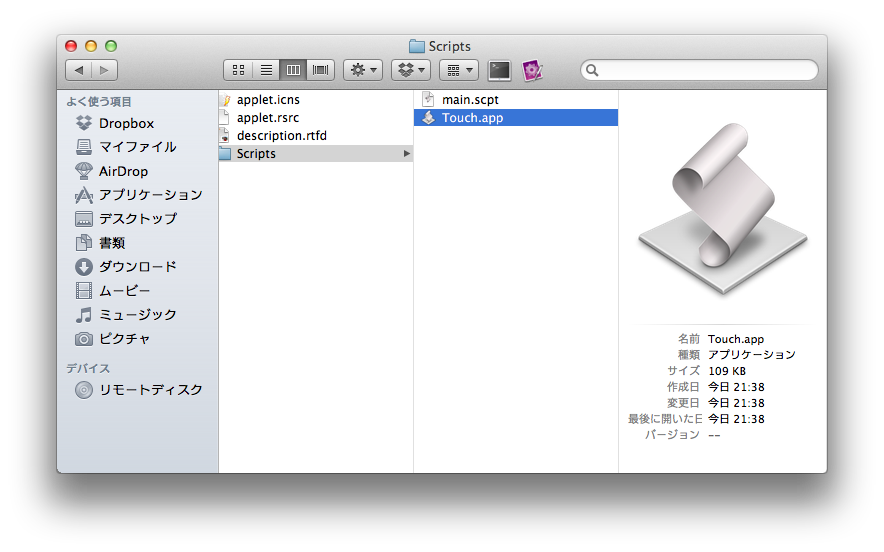 Scripts
よく使う項目
Dropbox
マイファイル
AirDrop
アプリケーション
デスクトップ
書類
ダウンロード
ムービー
ミュージック
ピクチャ
デバイス
リモートディスク
applet.icns
applet.rsrc
description.rtfd
Scripts
main.scpt
Touch.app
名前 Touch.app
種類 アプリケーション
サイズ 109 KB
作成日 今日 21:38
変更日 今日 21:38
最後に開いた日 今日 21:38
バージョン --